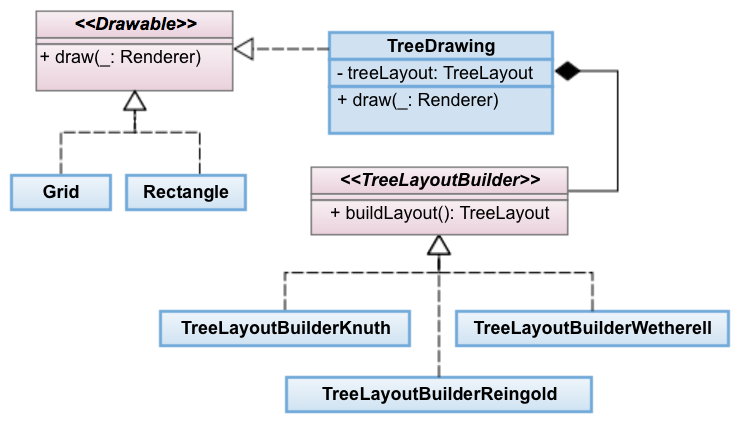 <<Drawable>>
+ draw(_: Renderer)
TreeDrawing
- treeLayout: TreeLayout
+ draw(_: Renderer)
Grid
Rectangle
<<TreeLayoutBuilder>>
+ buildLayout(): TreeLayout
TreeLayoutBuilderKnuth
TreeLayoutBuilderWetherell
TreeLayoutBuilderReingold